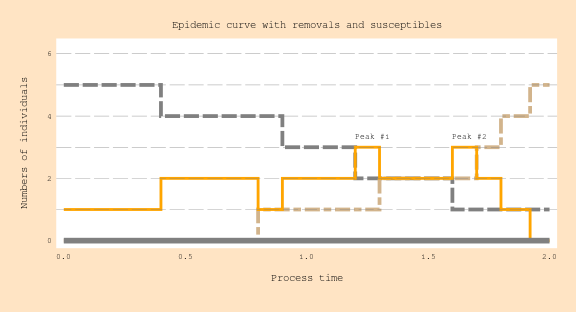 Epidemic curve with removals and susceptibles
Numbers of individuals
6
4
2
0
Peak #1
Peak #2
0.0
0.5
1.0
1.5
2.0
Process time